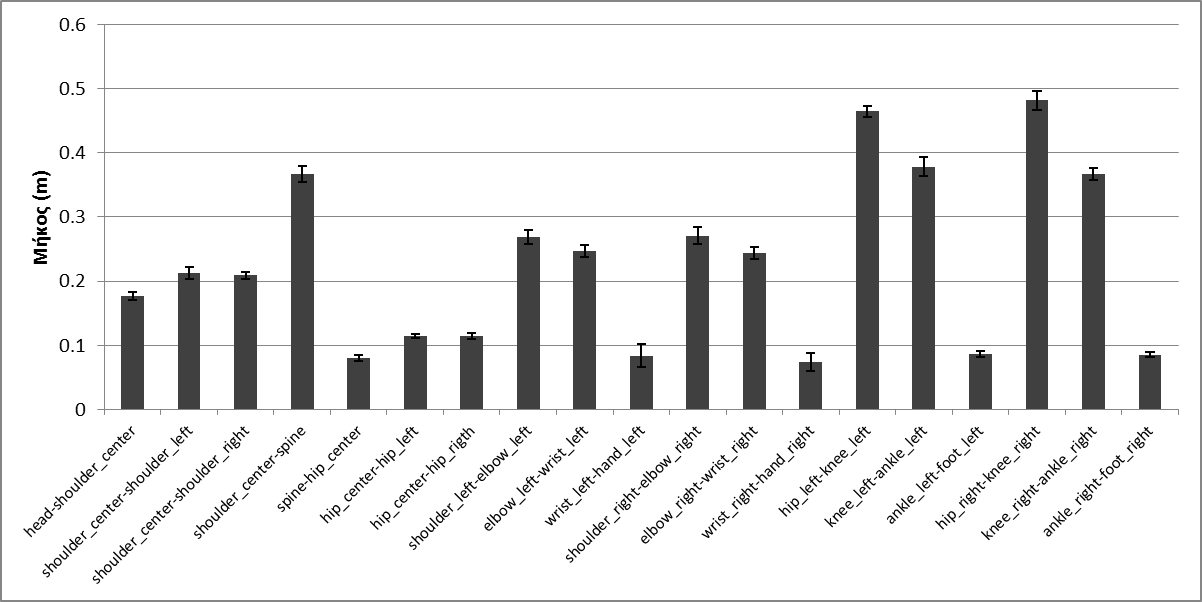 Μήκος (m)
0.6
0.5
0.4
0.3
0.2
0.1
0
head-shoulder_center
shoulder_center-shoulder_left
shoulder_center-shoulder_right
shoulder_center-spine
spine-hip_center
hip_center-hip_left
hip_center-hip_rigth
shoulder_left-elbow_left
elbow_left-wrist_left
wrist_left-hand_left
shoulder_right-elbow_right
elbow_right-wrist_right
wrist_right-hand_right
hip_left-knee_left
knee_left-ankle_left
ankle_left-foot_left
hip_right-knee_right
knee_right-ankle_right
ankle_right-foot_right